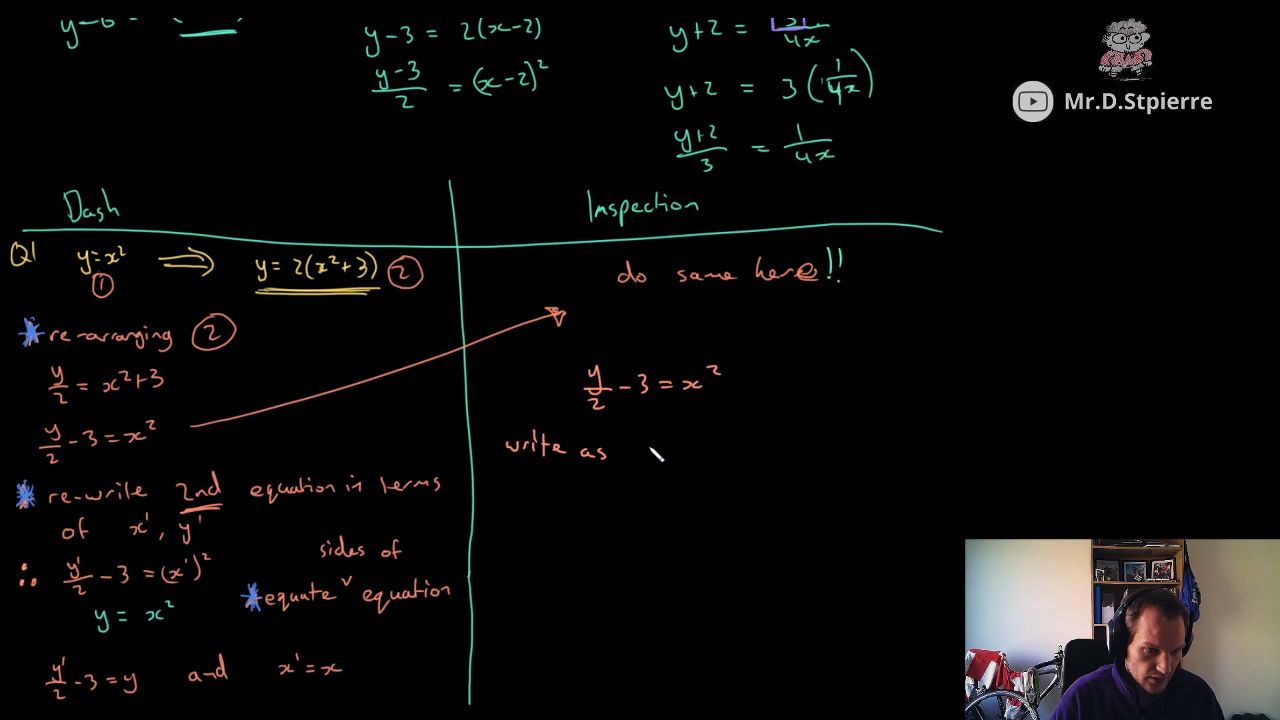 y-3 = 2(x-2)
y-3/2 = (x-2)²
y+2 = 4x
y+2 = 3(1/4x)
y+2/3 = 1/4x
Mr.D.Stpierre
Dash
Q1 y=x² ⇒ y=2(x²+3) ②
①
*re-arranging ②
y/2 = x²+3
y/2 - 3 = x²
*re-write 2nd equation in terms
of x', y'
∴ y'/2 - 3 = (x')²
y = x²
sides of
*equate ˅ equation
y'/2 - 3 = y and x' = x
Inspection
do same here!!
y/2 - 3 = x²
write as